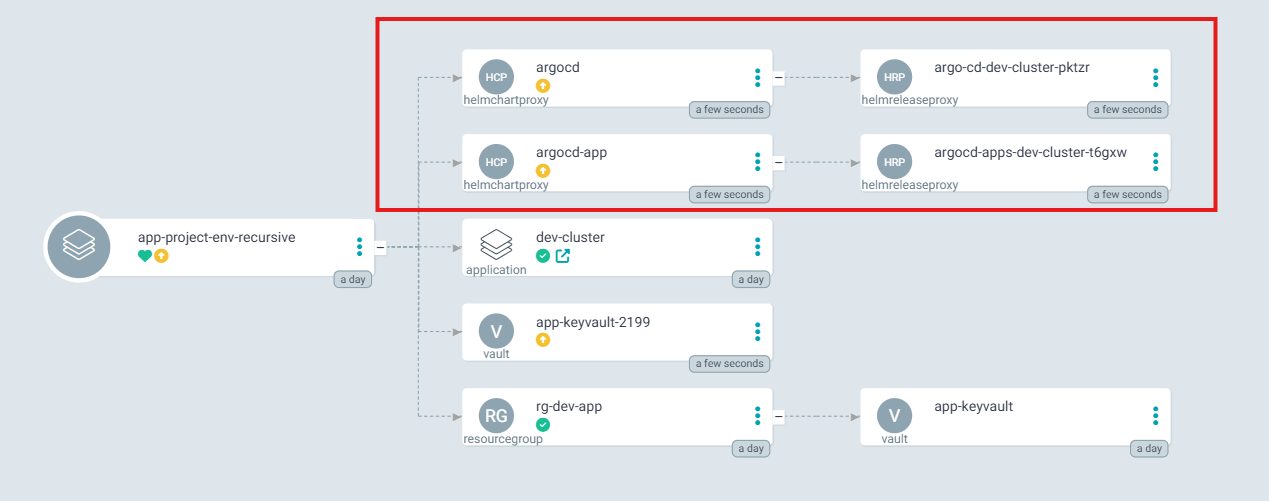 HCP
argocd
helmchartproxy
a few seconds
HRP
argo-cd-dev-cluster-pktzr
helmreleaseproxy
a few seconds
HCP
argocd-app
helmchartproxy
a few seconds
HRP
argocd-apps-dev-cluster-t6gxw
helmreleaseproxy
a few seconds
app-project-env-recursive
a day
dev-cluster
application
a day
V
app-keyvault-2199
vault
a few seconds
RG
rg-dev-app
resourcegroup
a day
V
app-keyvault
vault
a day